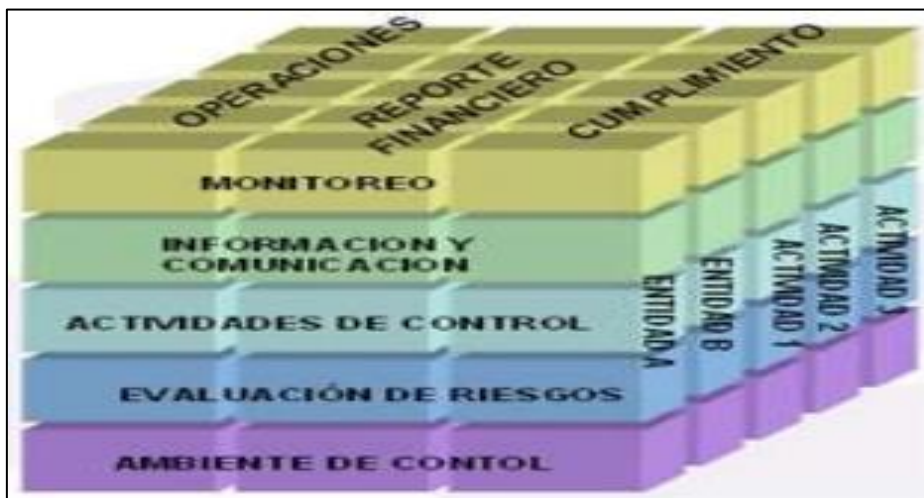 OPERACIONES
REPORTE
FINANCIERO
CUMPLIMIENTO
MONITOREO
INFORMACION Y
COMUNICACION
ACTIVIDADES DE CONTROL
EVALUACIÓN DE RIESGOS
AMBIENTE DE CONTOL
ENTIDAD A
ENTIDAD B
ACTIVIDAD 1
ACTIVIDAD 2
ACTIVIDAD 3